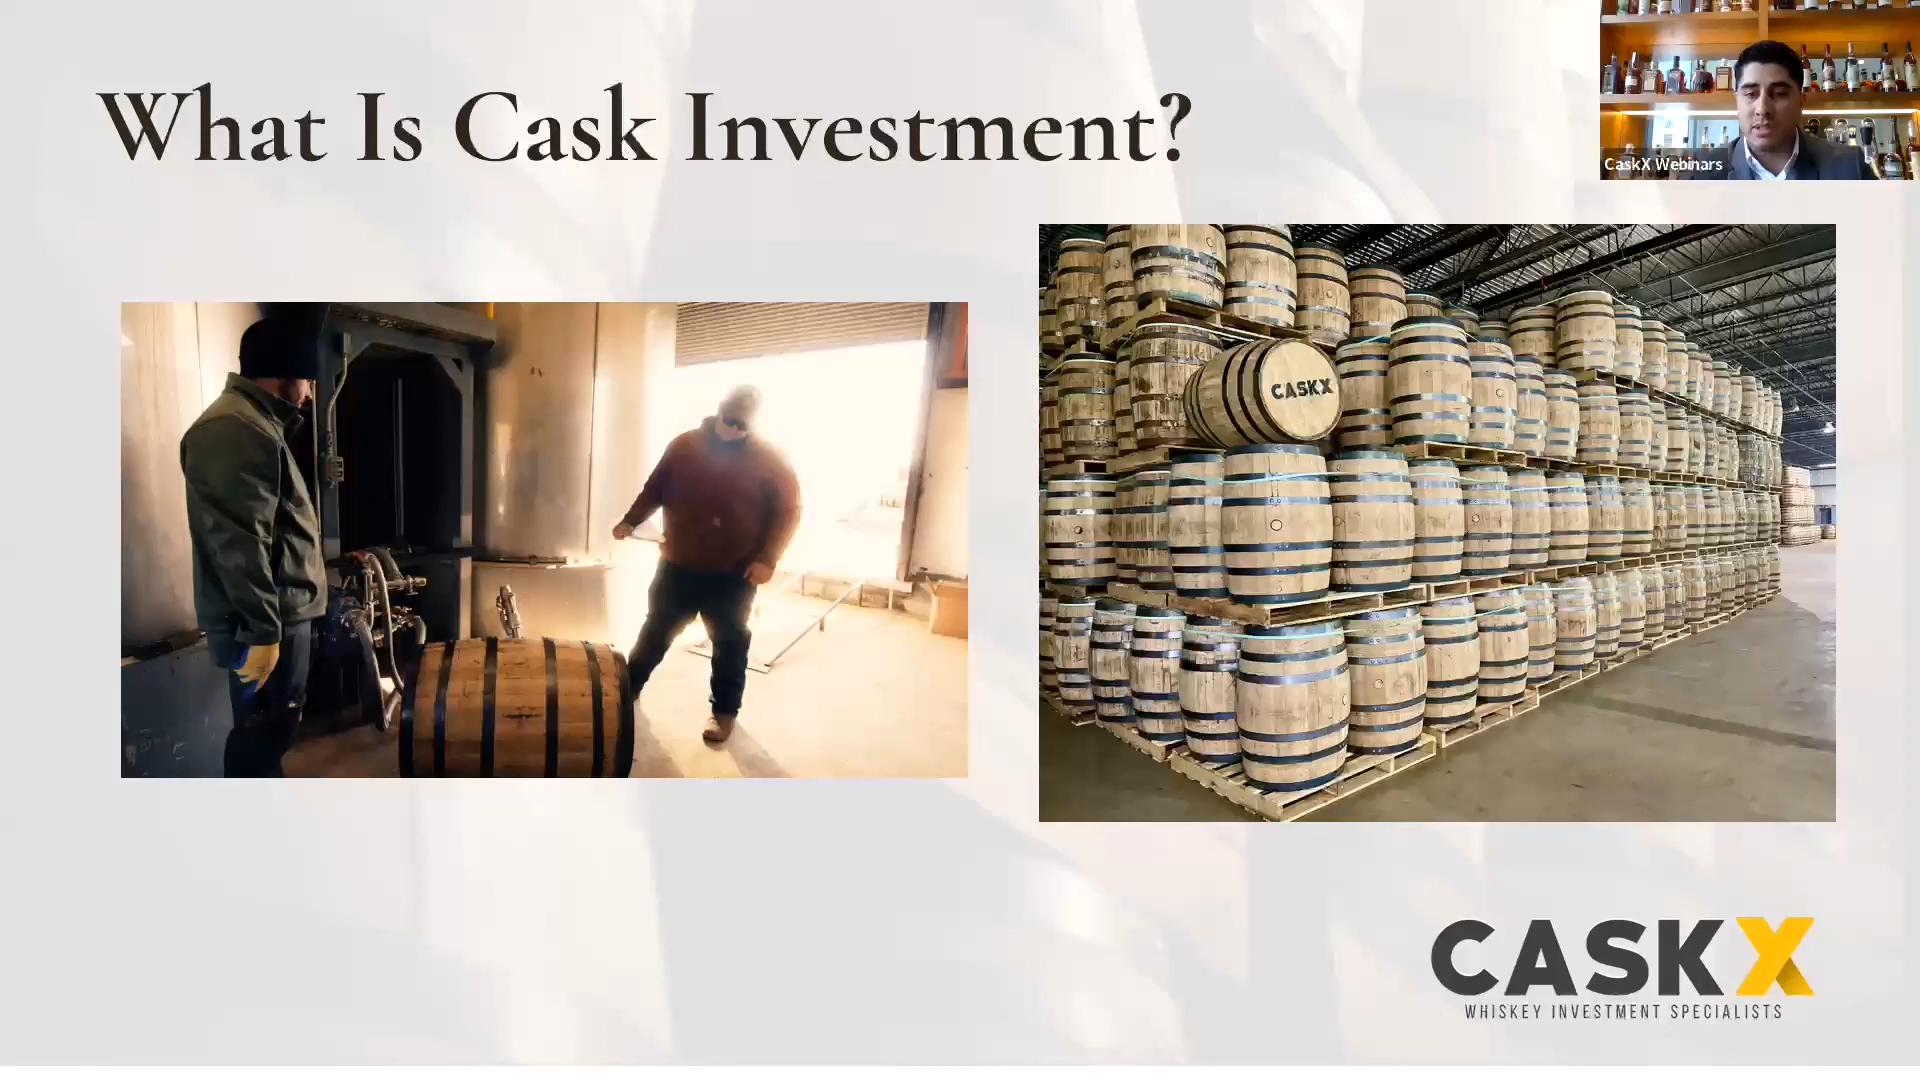 What Is Cask Investment?
CaskX Webinars
CASKX
CASKX
WHISKEY INVESTMENT SPECIALISTS